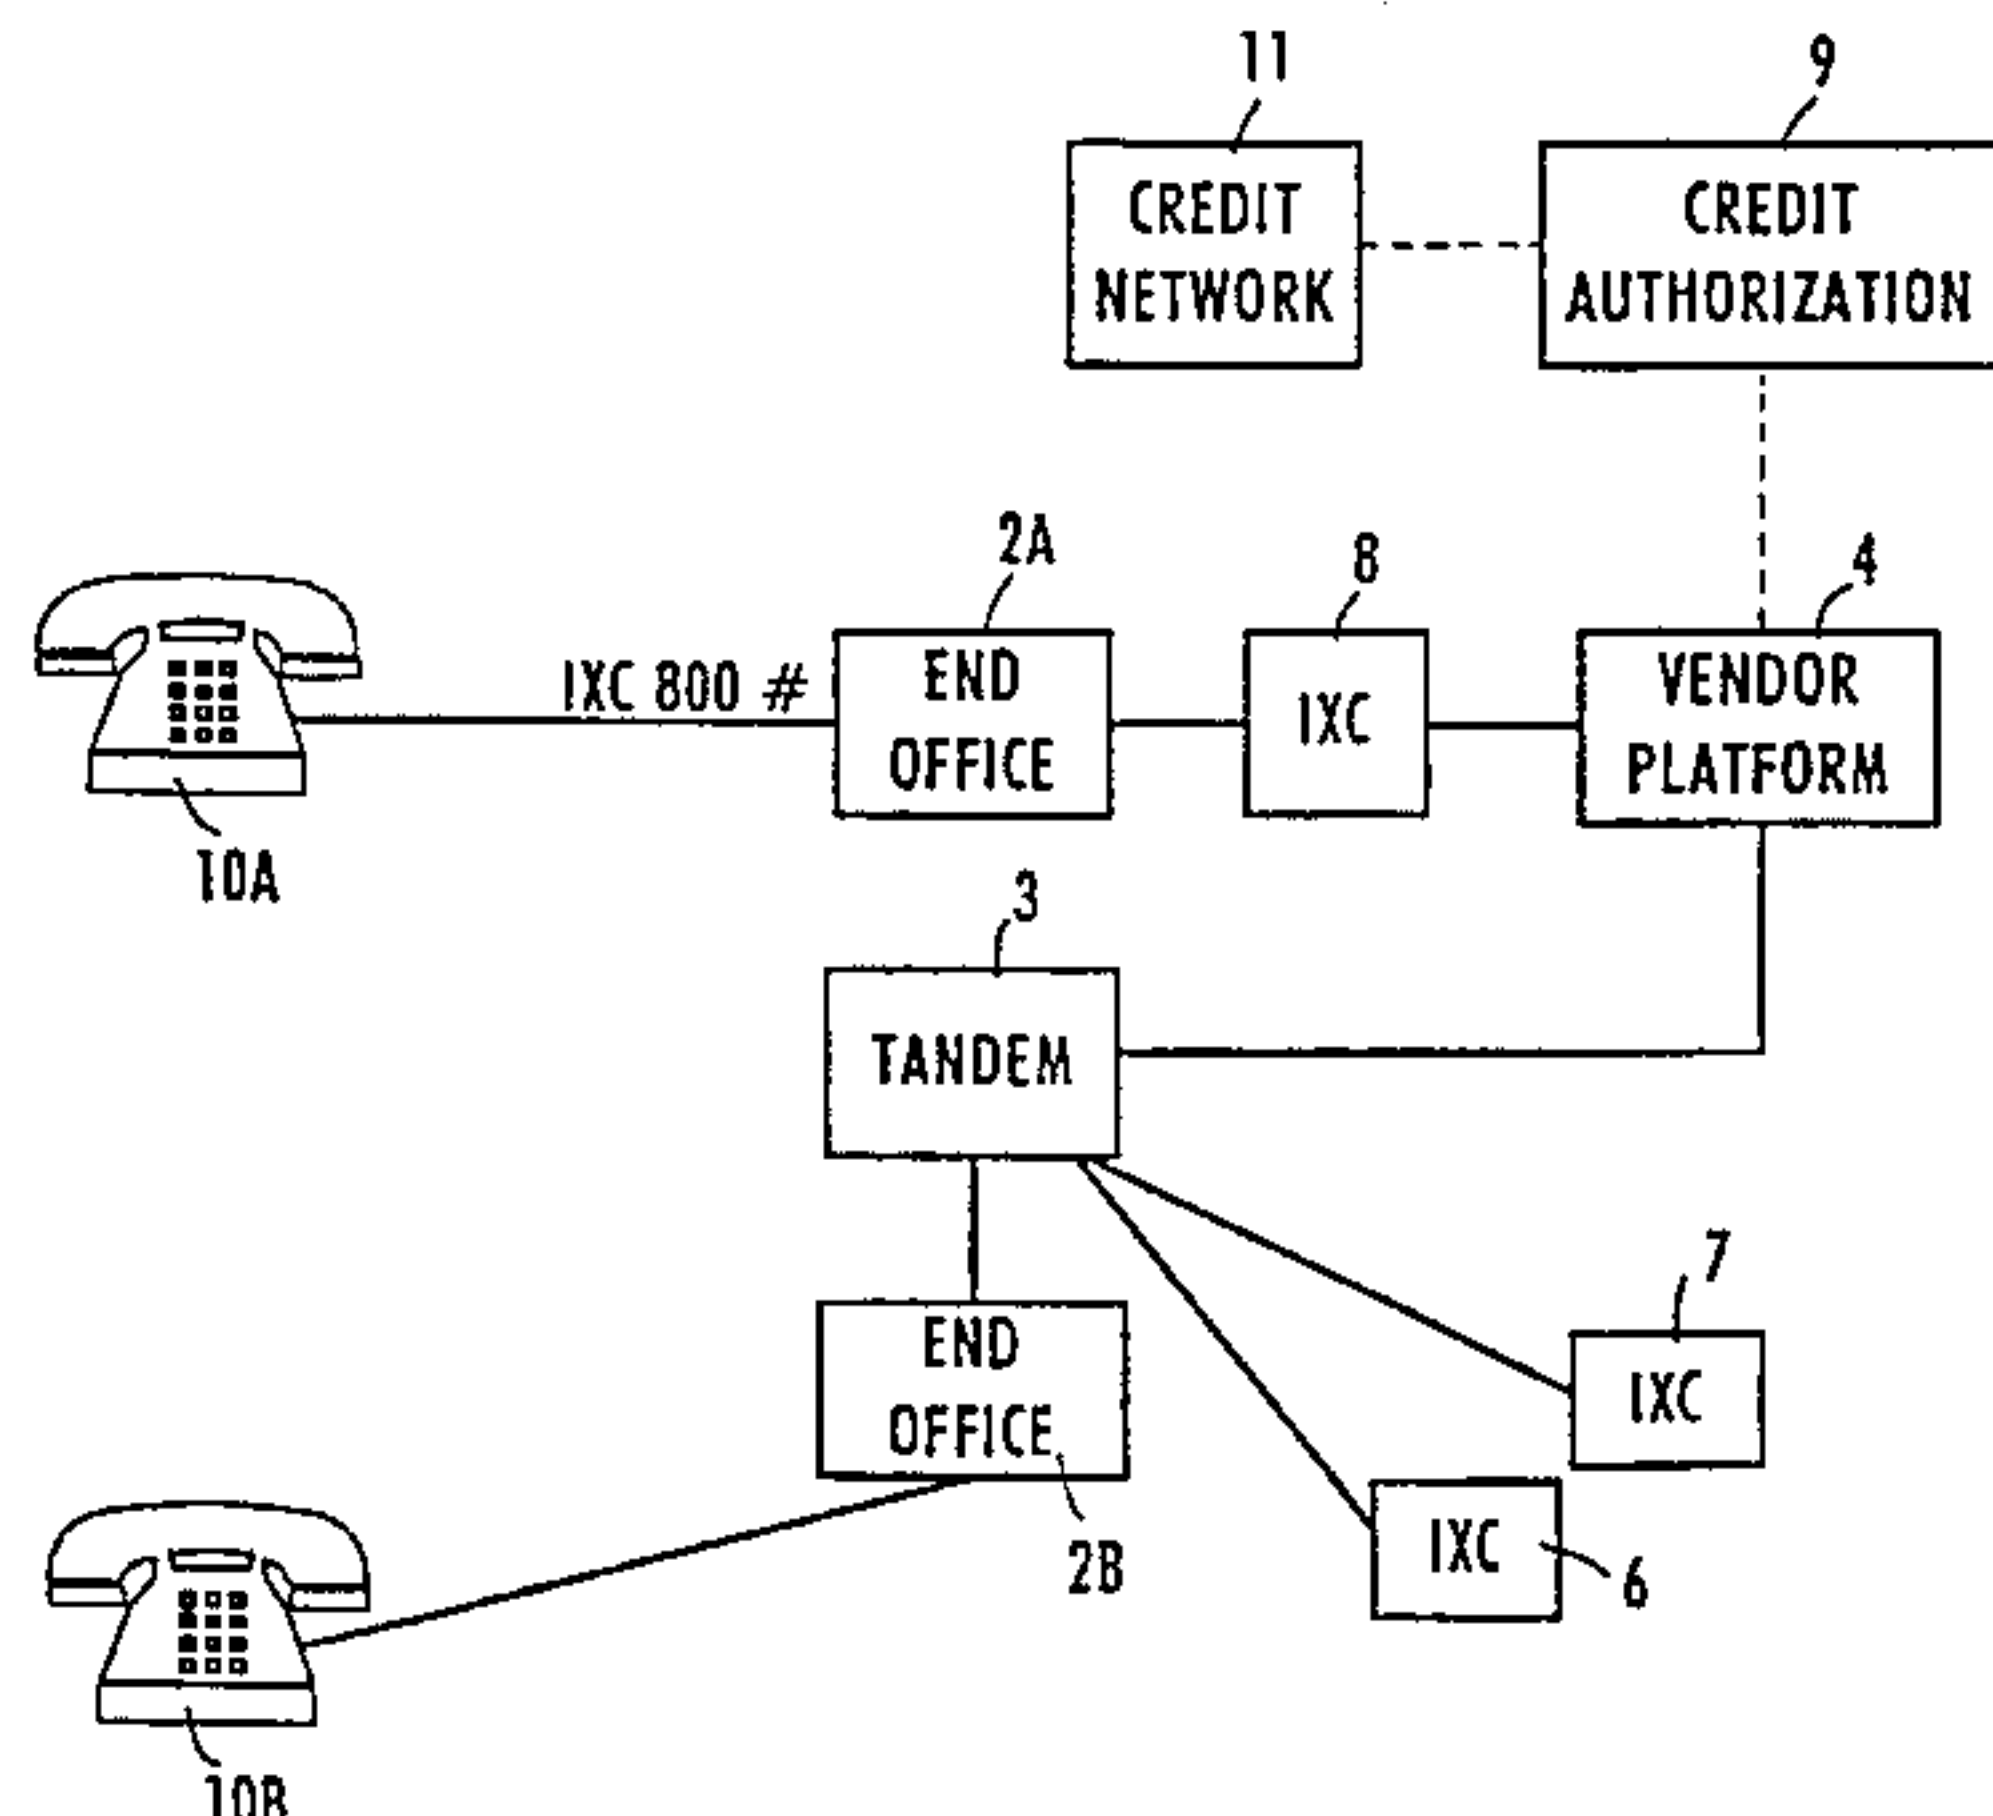 11
9
CREDIT
NETWORK
CREDIT
AUTHORIZATION
2A
8
4
IXC 800 #
END
OFFICE
IXC
VENDOR
PLATFORM
10A
3
TANDEM
7
END
OFFICE
IXC
2B
IXC
6
10B